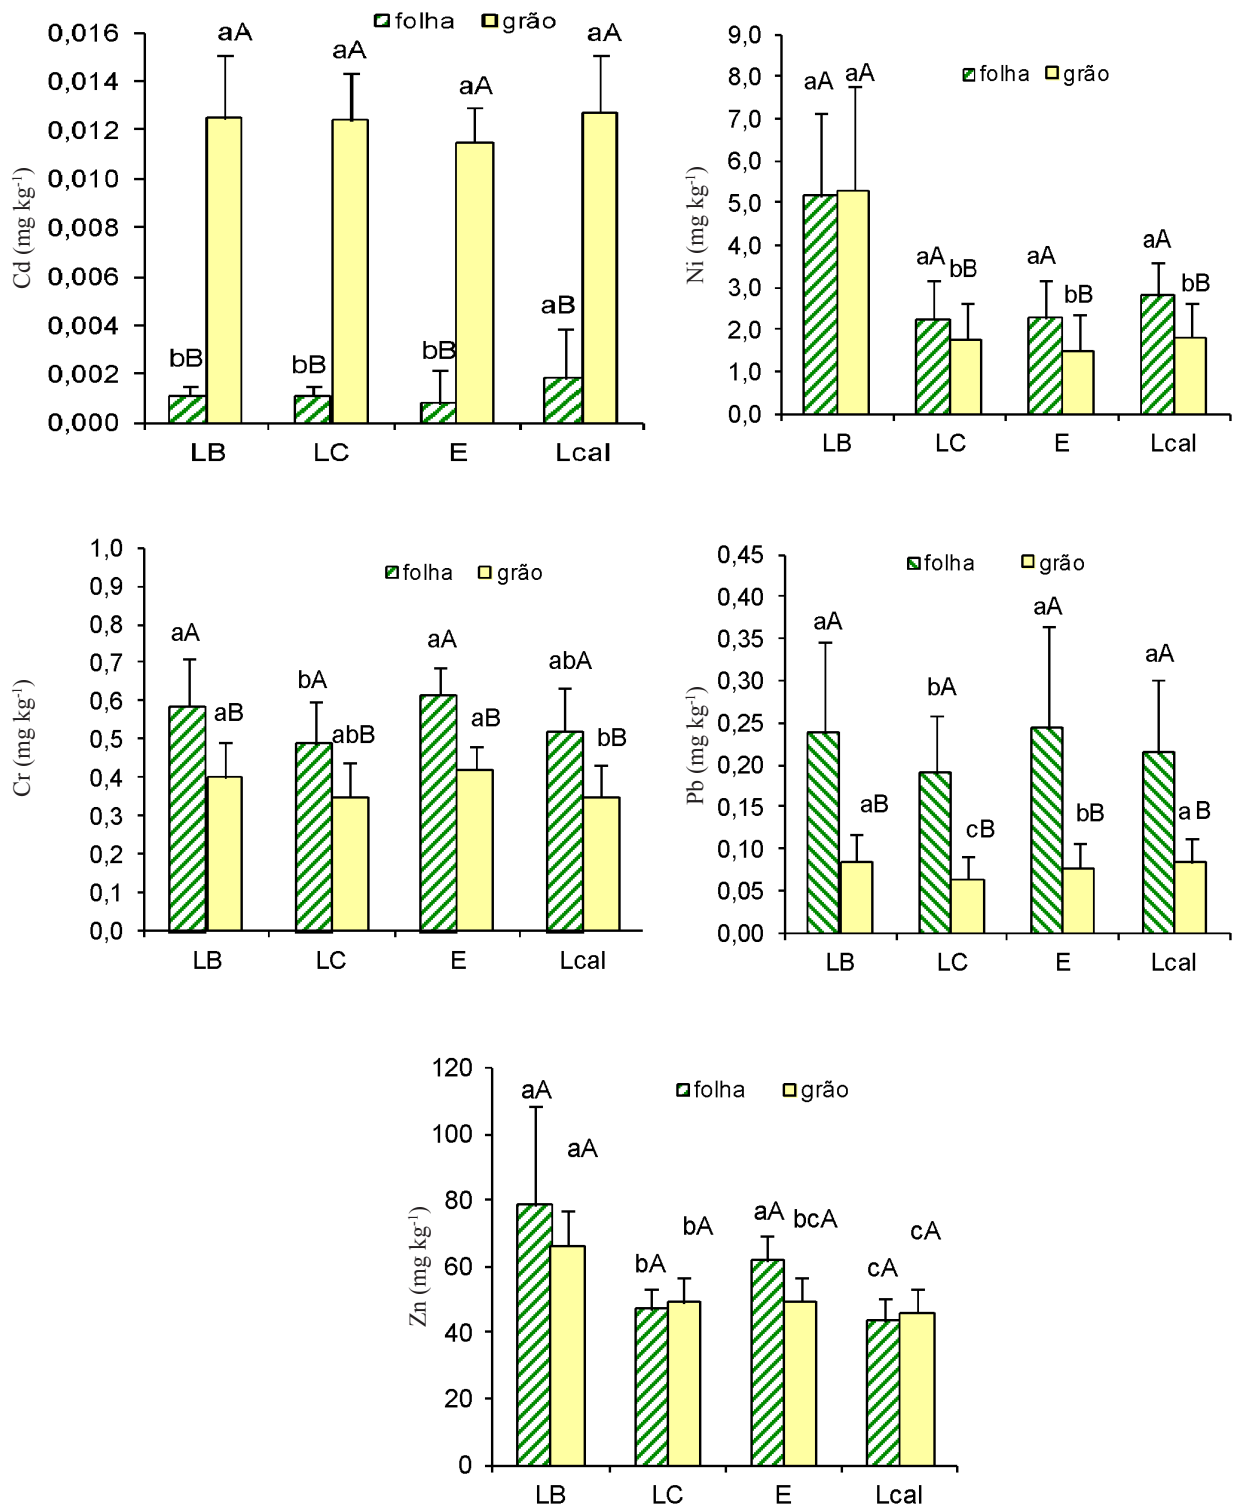 folha grão
0,016
0,014
0,012
0,010
0,008
0,006
0,004
0,002
0,000
Cd (mg kg-1)
aA aA aA aA
bB bB bB aB
LB LC E Lcal
folha grão
9,0
8,0
7,0
6,0
5,0
4,0
3,0
2,0
1,0
0,0
Ni (mg kg-1)
aA aA aA bB aA bB aA bB
LB LC E Lcal
folha grão
1,0
0,9
0,8
0,7
0,6
0,5
0,4
0,3
0,2
0,1
0,0
Cr (mg kg-1)
aA aB bA abB aA aB abA bB
LB LC E Lcal
folha grão
0,45
0,40
0,35
0,30
0,25
0,20
0,15
0,10
0,05
0,00
Pb (mg kg-1)
aA aB bA cB aA bB aA a B
LB LC E Lcal
folha grão
120
100
80
60
40
20
0
Zn (mg kg-1)
aA aA bA bA aA bcA cA cA
LB LC E Lcal